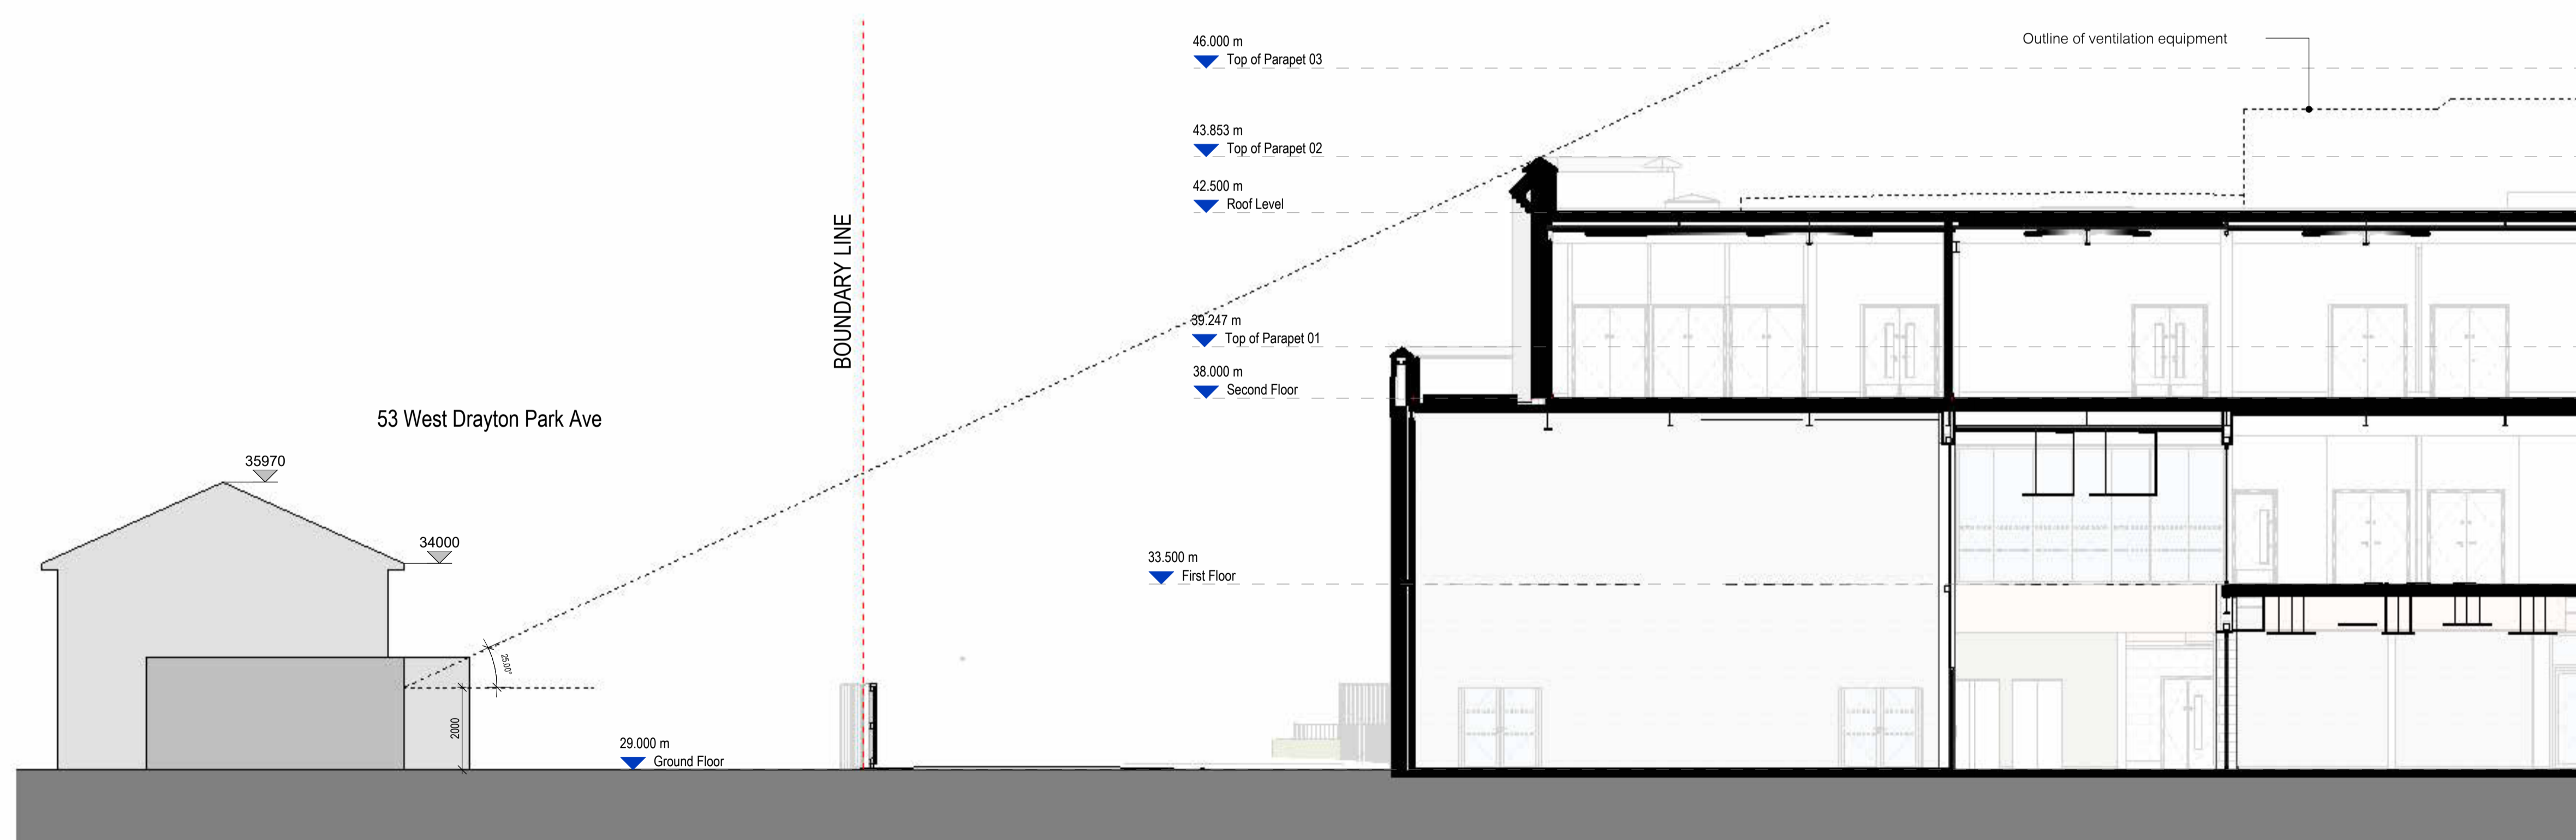 46.000 m
Top of Parapet 03
Outline of ventilation equipment
43.853 m
Top of Parapet 02
42.500 m
Roof Level
BOUNDARY LINE
39.247 m
Top of Parapet 01
38.000 m
Second Floor
53 West Drayton Park Ave
35970
34000
33.500 m
First Floor
25.00°
2000
29.000 m
Ground Floor